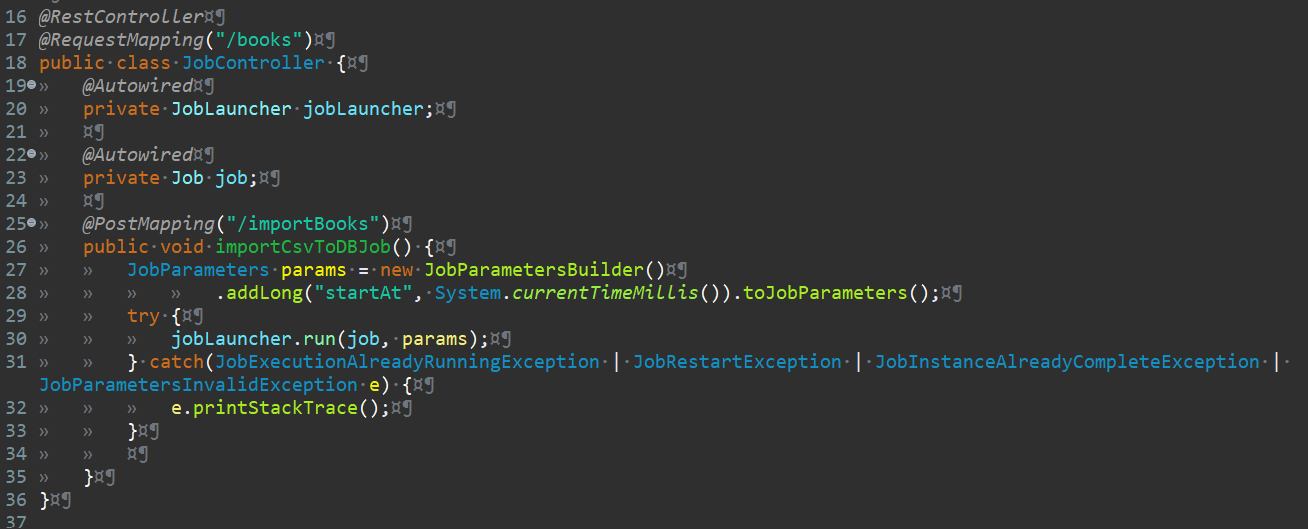 16 @RestController¤¶
17 @RequestMapping("/books")¤¶
18 public·class·JobController·{¤¶
19 » @Autowired¤¶
20 » private·JobLauncher·jobLauncher;¤¶
21 » ¤¶
22 » @Autowired¤¶
23 » private·Job·job;¤¶
24 » ¤¶
25 » @PostMapping("/importBooks")¤¶
26 » public·void·importCsvToDBJob()·{¤¶
27 » » JobParameters·params·=·new·JobParametersBuilder()¤¶
28 » » » » .addLong("startAt",·System.currentTimeMillis()).toJobParameters();¤¶
29 » » try·{¤¶
30 » » » jobLauncher.run(job,·params);¤¶
31 » » }·catch(JobExecutionAlreadyRunningException·|·JobRestartException·|·JobInstanceAlreadyCompleteException·|·
JobParametersInvalidException·e)·{¤¶
32 » » » e.printStackTrace();¤¶
33 » » }¤¶
34 » » ¤¶
35 » }¤¶
36 }¤¶
37